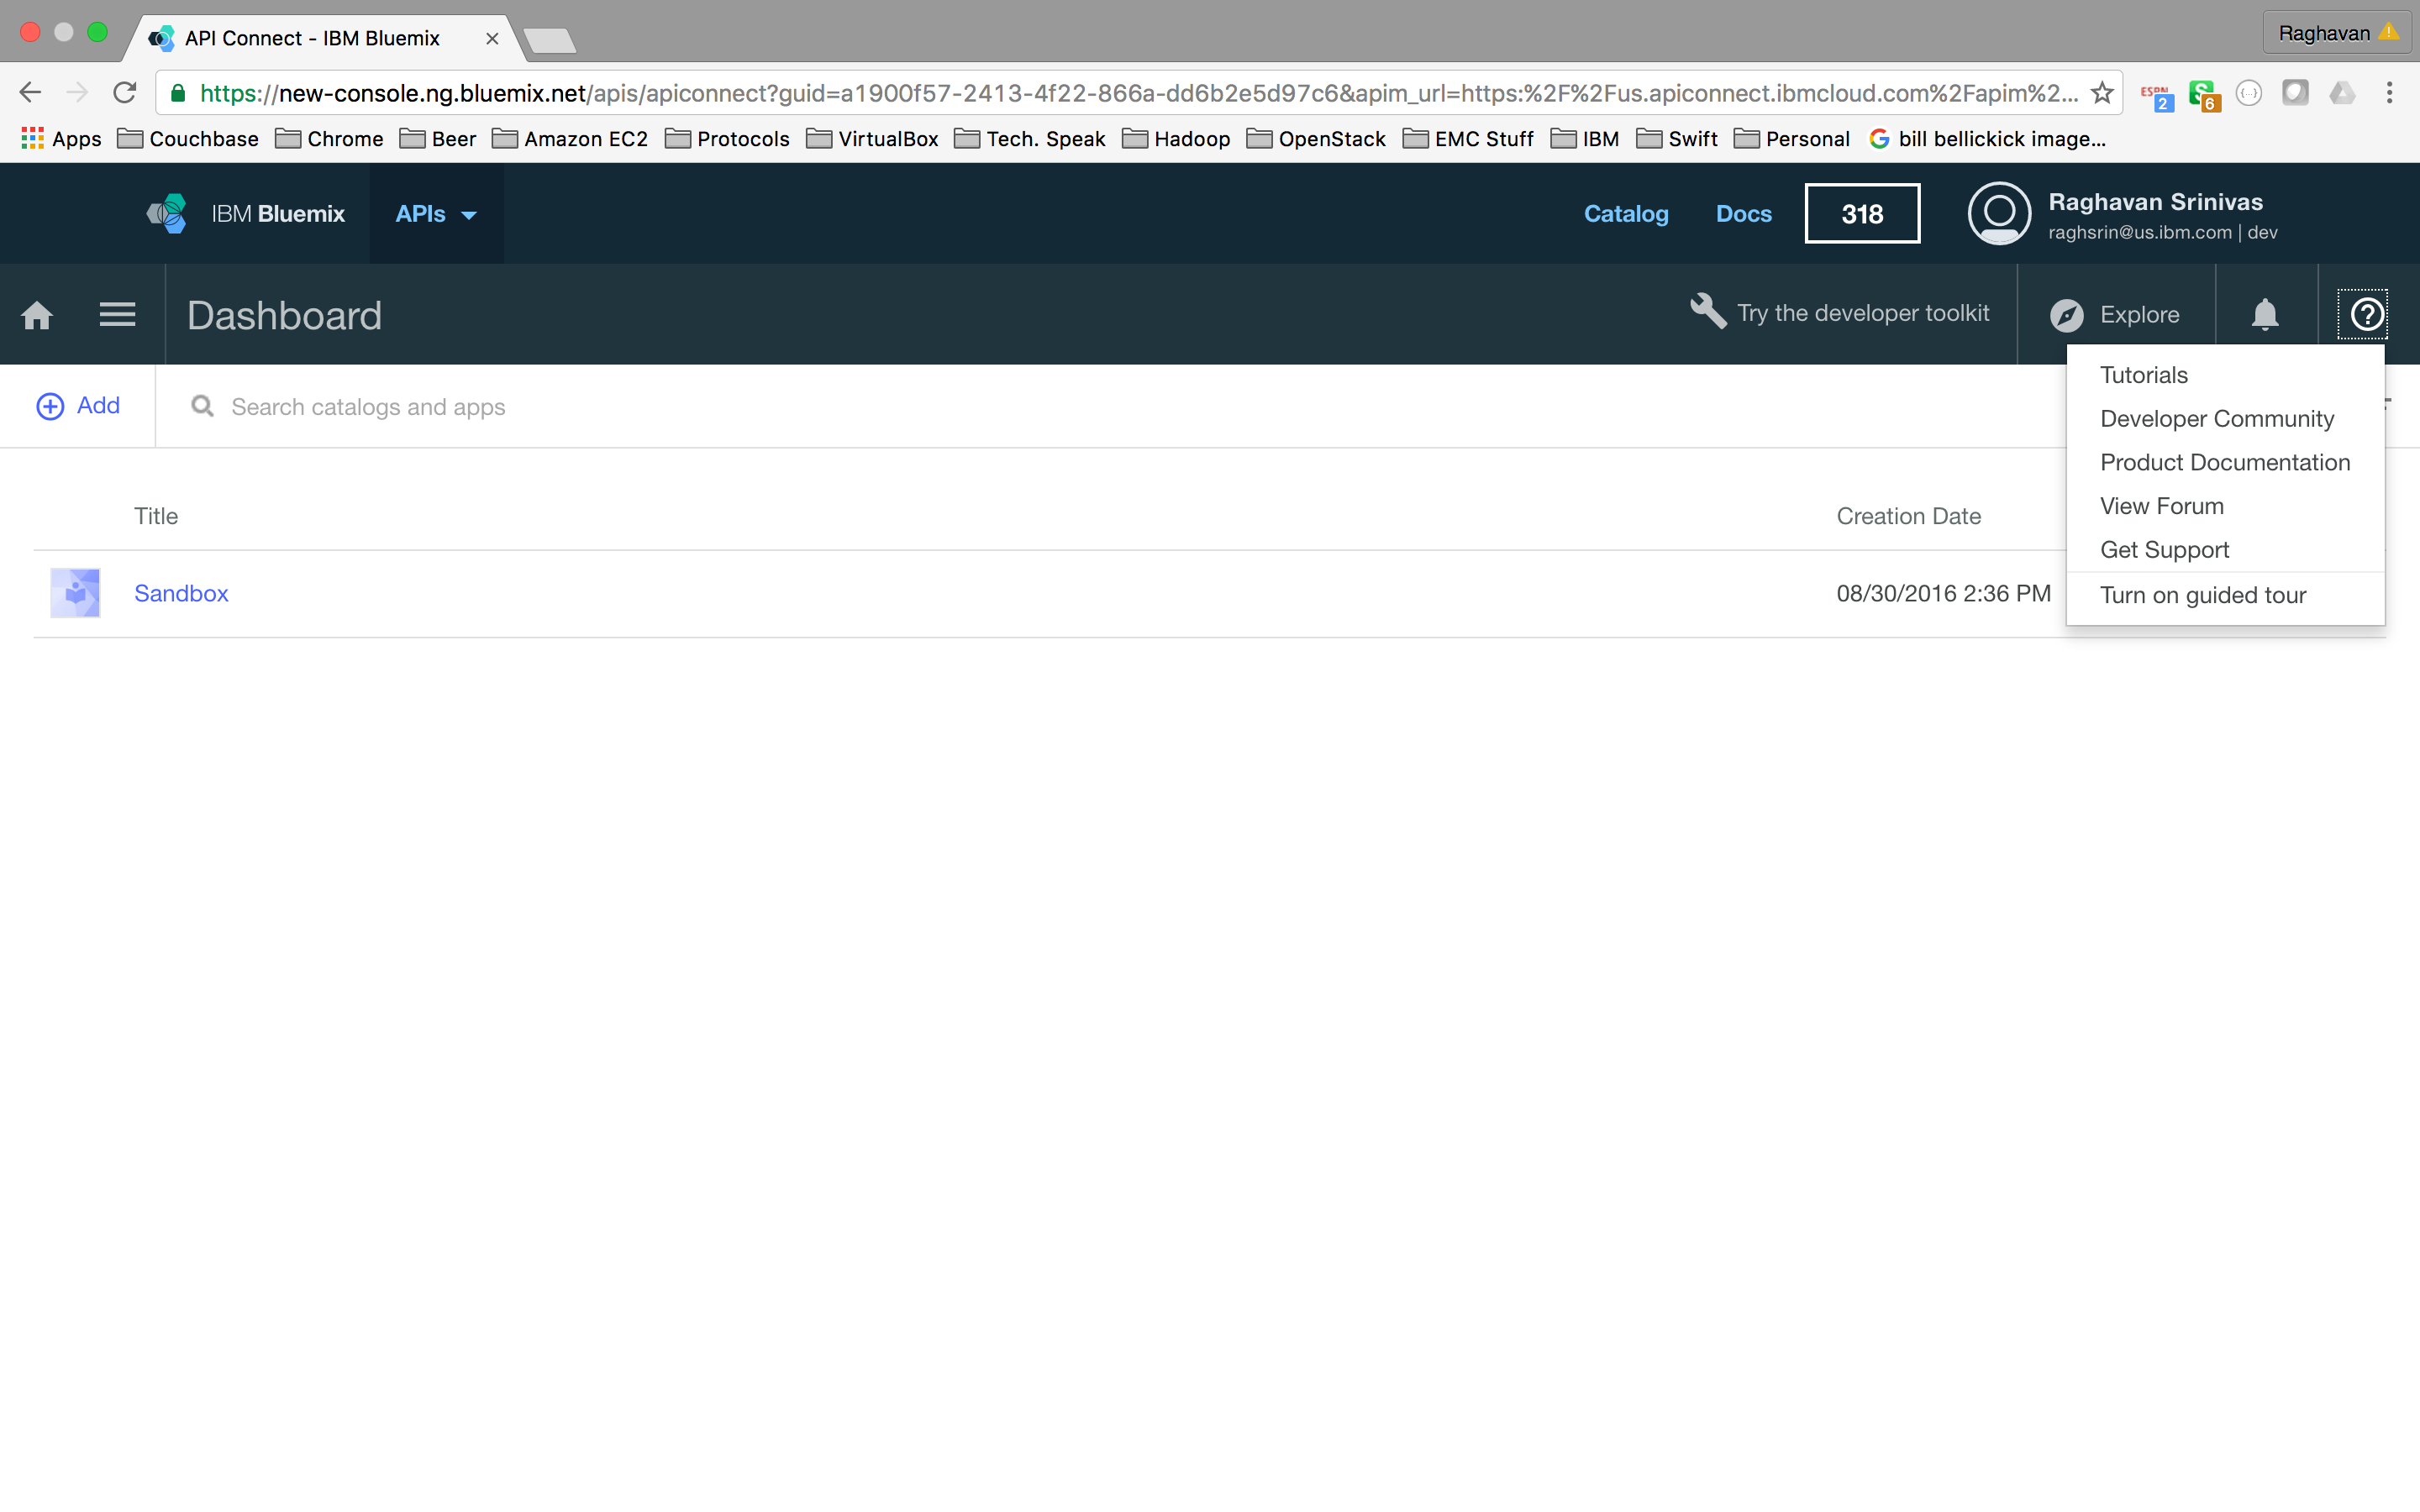 API Connect - IBM Bluemix
Raghavan
https://new-console.ng.bluemix.net/apis/apiconnect?guid=a1900f57-2413-4f22-866a-dd6b2e5d97c6&apim_url=https:%2F%2Fus.apiconnect.ibmcloud.com%2Fapim%2...
ESPN 2 S 6 {...}
Apps Couchbase Chrome Beer Amazon EC2 Protocols VirtualBox Tech. Speak Hadoop OpenStack EMC Stuff IBM Swift Personal bill bellickick image...
IBM Bluemix APIs Catalog Docs 318 Raghavan Srinivas
raghsrin@us.ibm.com | dev
Dashboard Try the developer toolkit Explore ?
Add Search catalogs and apps
Tutorials
Developer Community
Product Documentation
View Forum
Get Support
Turn on guided tour
Title Creation Date
Sandbox 08/30/2016 2:36 PM